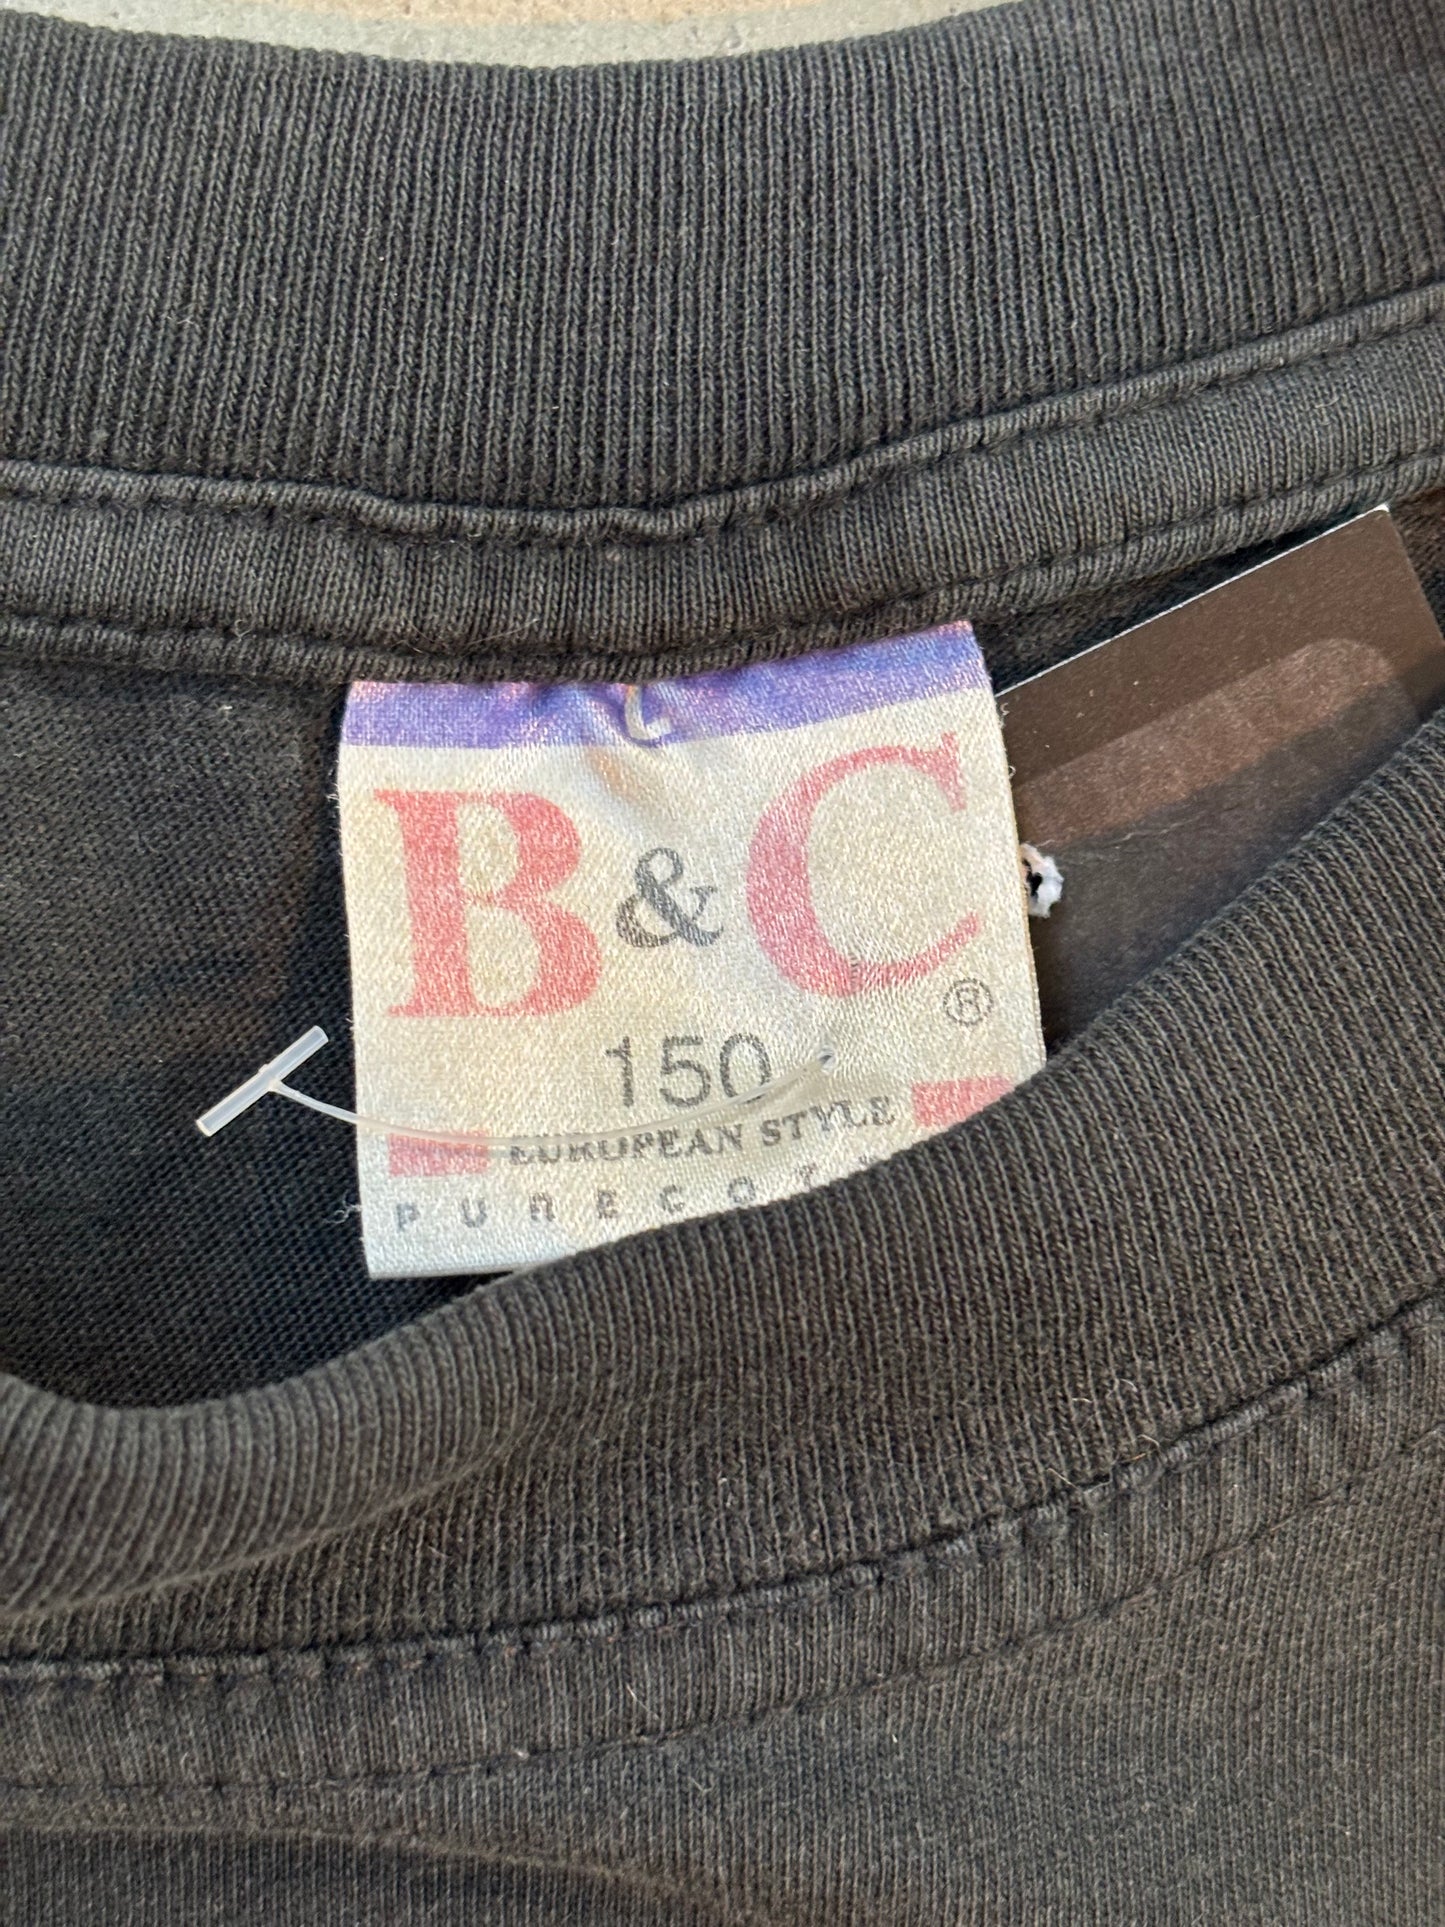 L
B & C ®
150
EUROPEAN STYLE